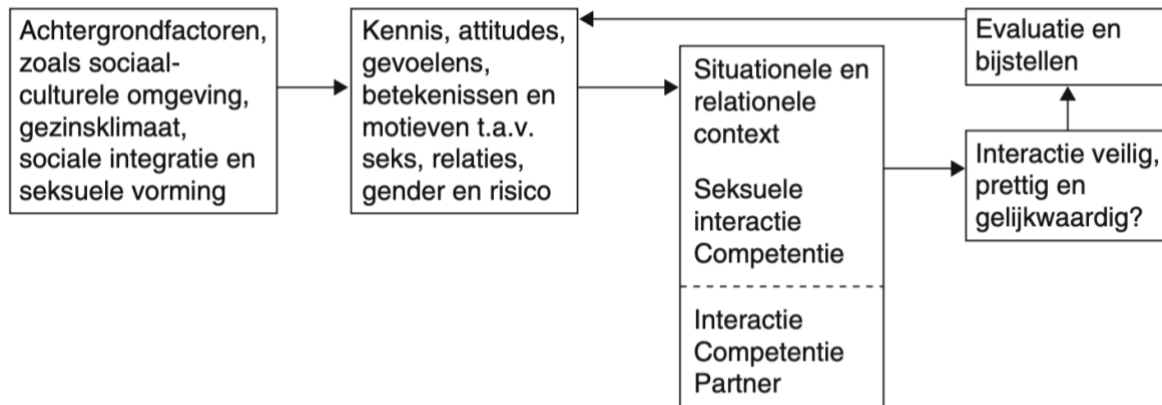 Achtergrondfactoren,
zoals sociaal-
culturele omgeving,
gezinsklimaat,
sociale integratie en
seksuele vorming
Kennis, attitudes,
gevoelens,
betekenissen en
motieven t.a.v.
seks, relaties,
gender en risico
Situationele en
relationele
context
Seksuele
interactie
Competentie
Interactie
Competentie
Partner
Evaluatie en
bijstellen
Interactie veilig,
prettig en
gelijkwaardig?